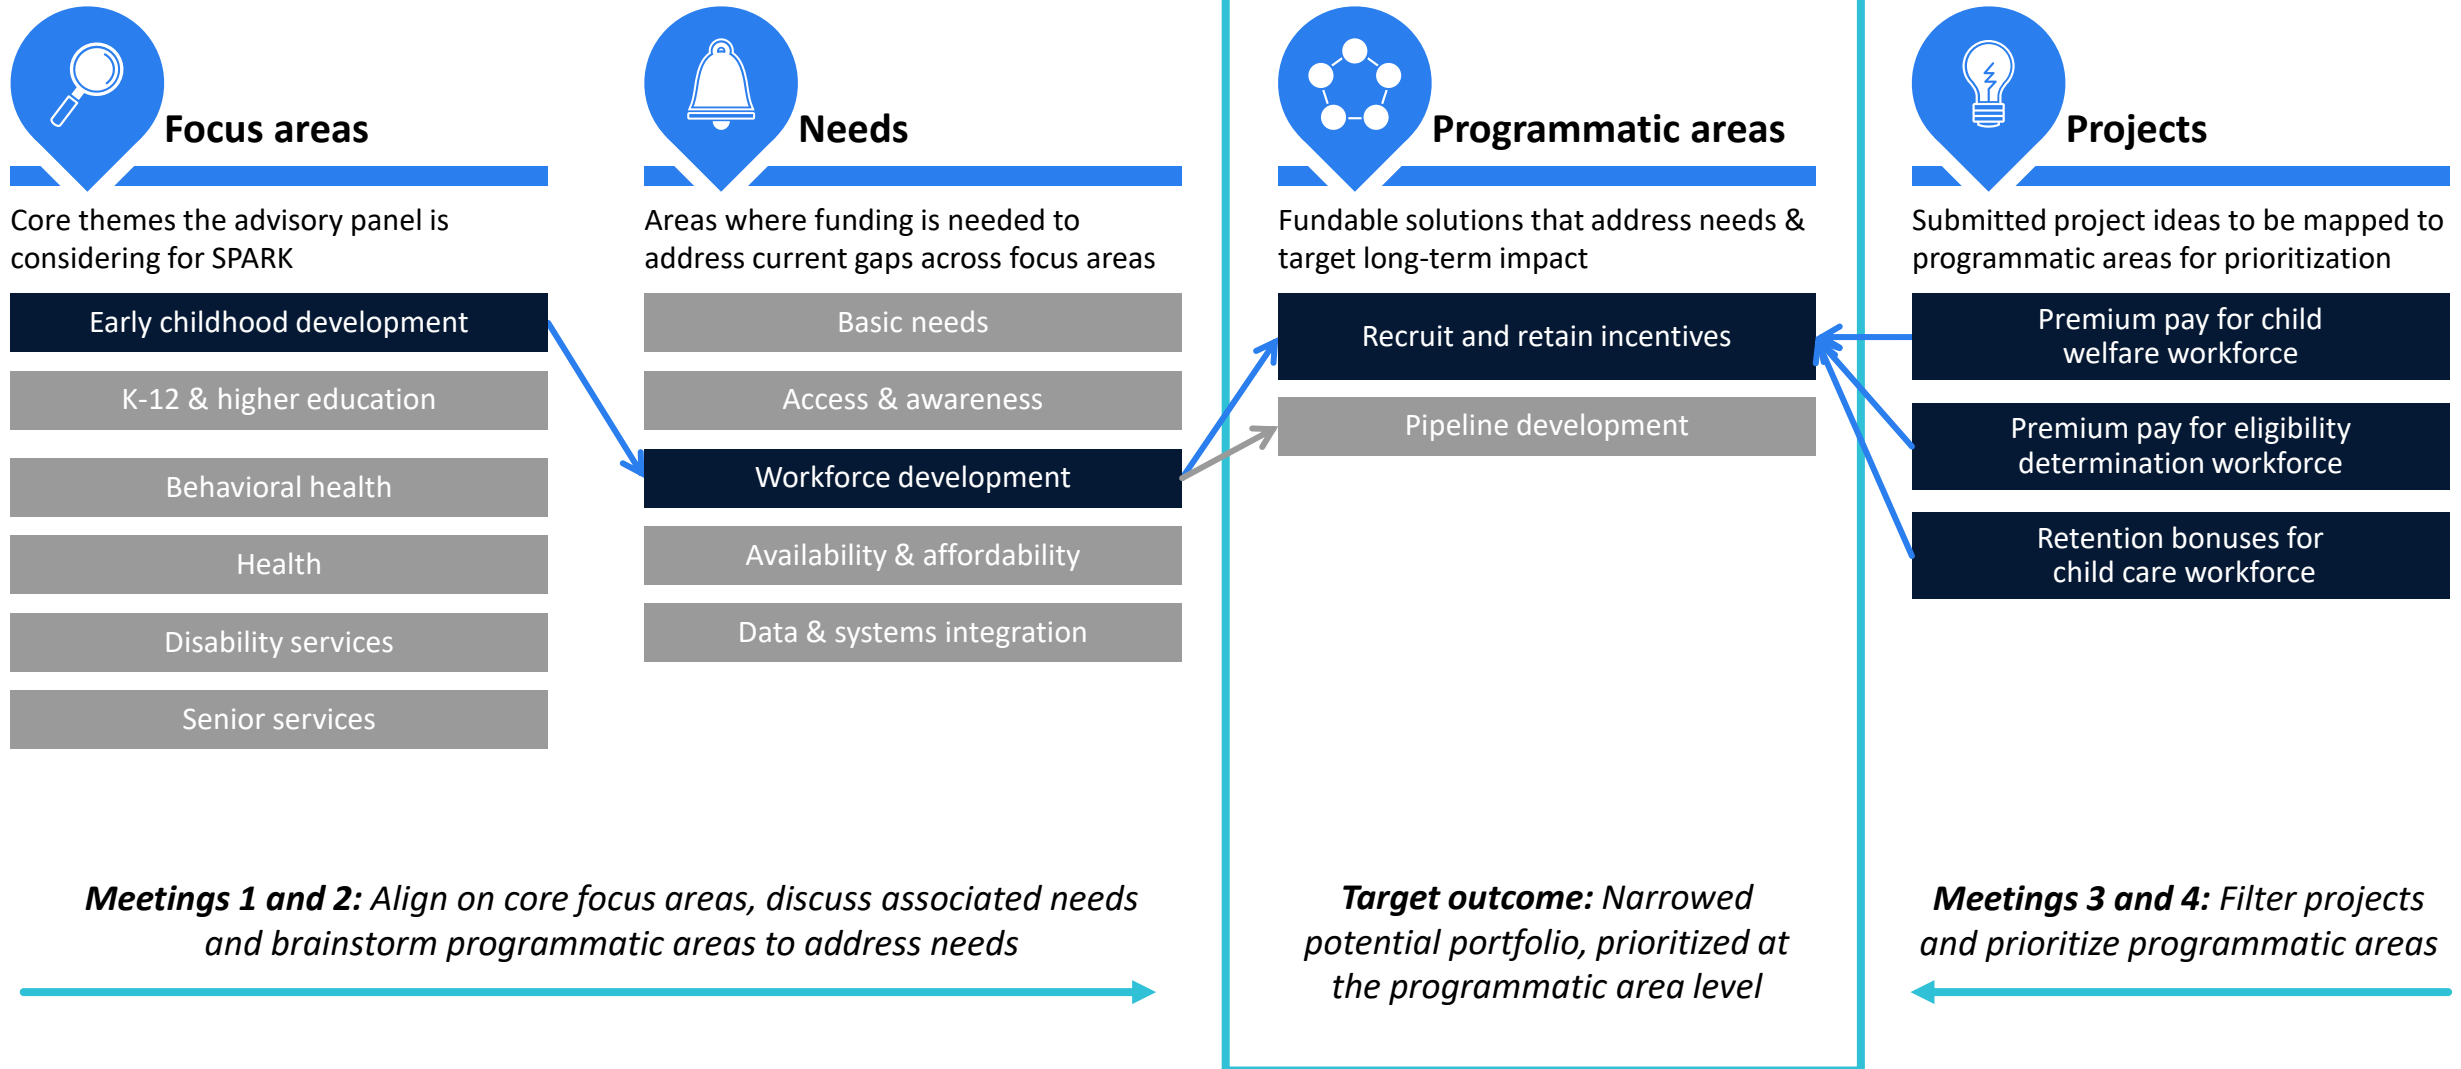 Focus areas
Core themes the advisory panel is
considering for SPARK
Early childhood development
K-12 & higher education
Behavioral health
Health
Disability services
Senior services
Needs
Areas where funding is needed to
address current gaps across focus areas
Basic needs
Access & awareness
Workforce development
Availability & affordability
Data & systems integration
Meetings 1 and 2: Align on core focus areas, discuss associated needs
and brainstorm programmatic areas to address needs
Programmatic areas
Fundable solutions that address needs &
target long-term impact
Recruit and retain incentives
Pipeline development
Target outcome: Narrowed
potential portfolio, prioritized at
the programmatic area level
Projects
Submitted project ideas to be mapped to
programmatic areas for prioritization
Premium pay for child
welfare workforce
Premium pay for eligibility
determination workforce
Retention bonuses for
child care workforce
Meetings 3 and 4: Filter projects
and prioritize programmatic areas